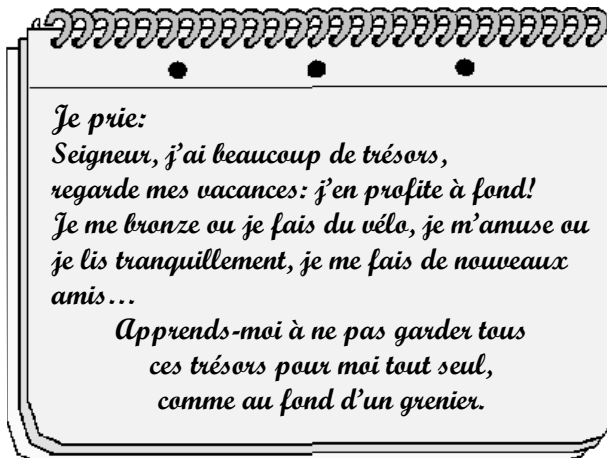 Je prie:
Seigneur, j'ai beaucoup de trésors,
regarde mes vacances: j'en profite à fond!
Je me bronze ou je fais du vélo, je m'amuse ou
je lis tranquillement, je me fais de nouveaux
amis...
Apprends-moi à ne pas garder tous
ces trésors pour moi tout seul,
comme au fond d'un grenier.